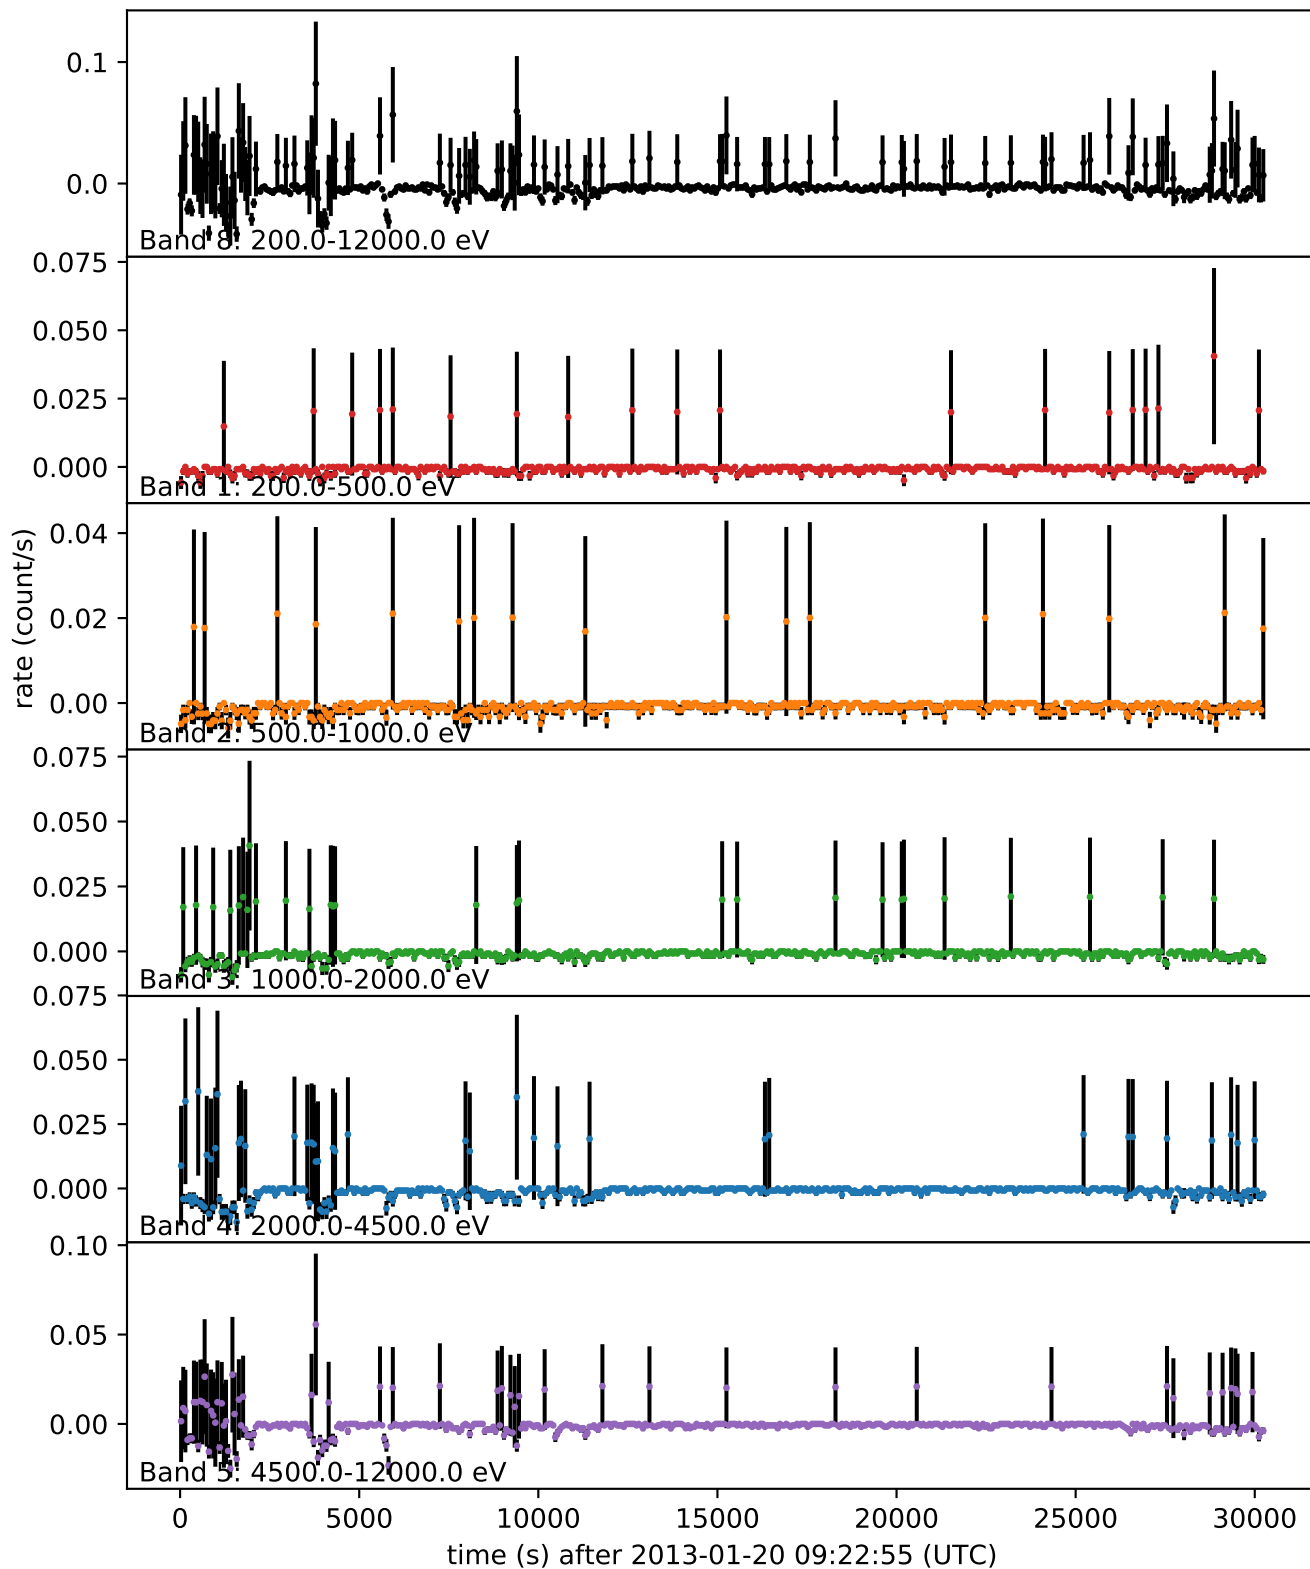 0.1
0.0
Band 8: 200.0-12000.0 eV
0.075
0.050
0.025
0.000
Band 1: 200.0-500.0 eV
rate (count/s)
0.04
0.02
0.00
Band 2: 500.0-1000.0 eV
0.075
0.050
0.025
0.000
Band 3: 1000.0-2000.0 eV
0.075
0.050
0.025
0.000
Band 4: 2000.0-4500.0 eV
0.10
0.05
0.00
Band 5: 4500.0-12000.0 eV
0 5000 10000 15000 20000 25000 30000
time (s) after 2013-01-20 09:22:55 (UTC)